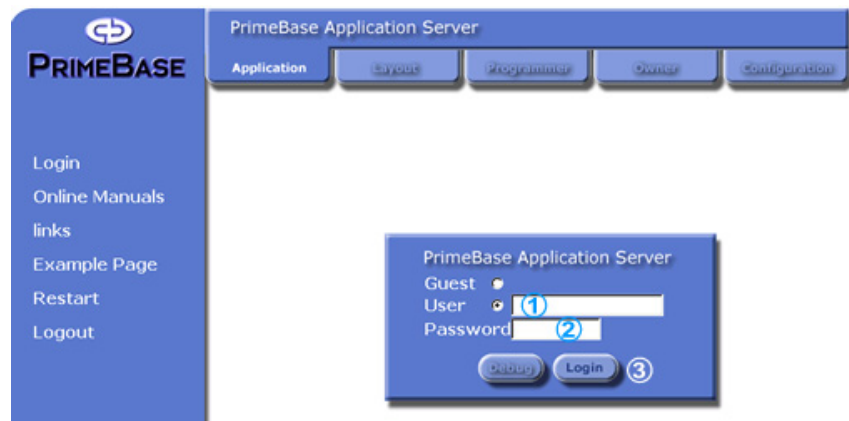 PRIMEBASE
PrimeBase Application Server
Application Layout Programmer Owner Configuration
Login
Online Manuals
links
Example Page
Restart
Logout
PrimeBase Application Server
Guest
User ①
Password ②
Debug Login ③